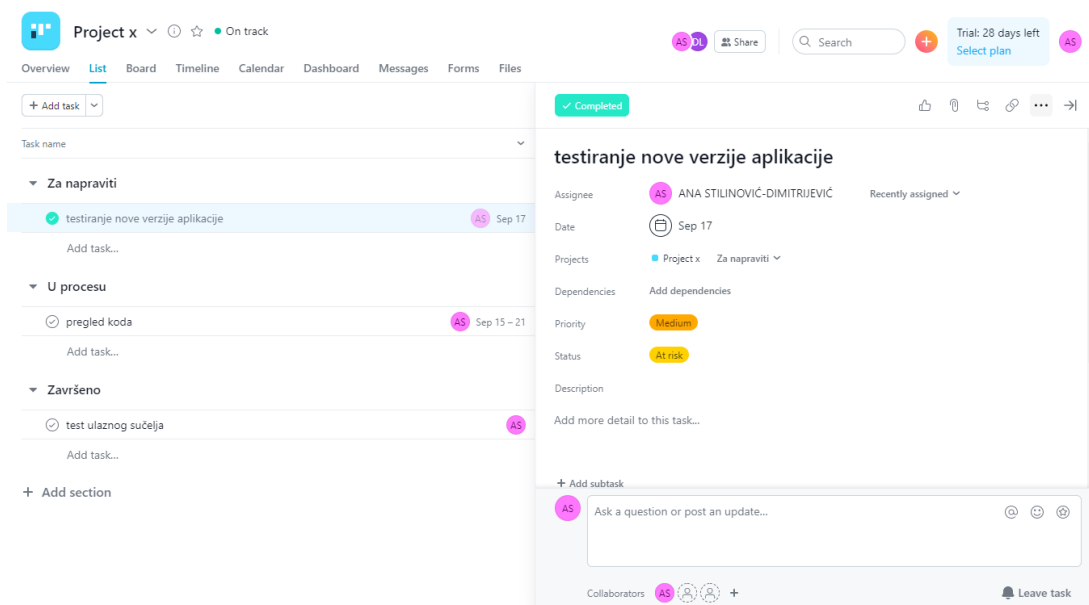 Project x
On track
AS DL
Share
Search
Trial: 28 days left
Select plan
AS
Overview List Board Timeline Calendar Dashboard Messages Forms Files
+ Add task
Task name
Za napraviti
testiranje nove verzije aplikacije AS Sep 17
Add task...
U procesu
pregled koda AS Sep 15 – 21
Add task...
Završeno
test ulaznog sučelja AS
Add task...
+ Add section
Completed
testiranje nove verzije aplikacije
Assignee AS ANA STILINOVIĆ-DIMITRIJEVIĆ Recently assigned
Date Sep 17
Projects Project x Za napraviti
Dependencies Add dependencies
Priority Medium
Status At risk
Description
Add more detail to this task...
+ Add subtask
AS Ask a question or post an update...
Collaborators AS + Leave task